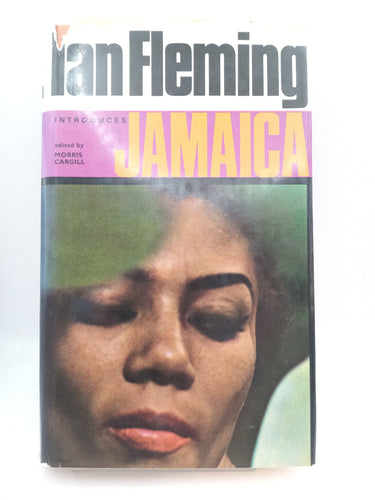 Ian Fleming
INTRODUCES
JAMAICA
edited by
MORRIS
CARGILL